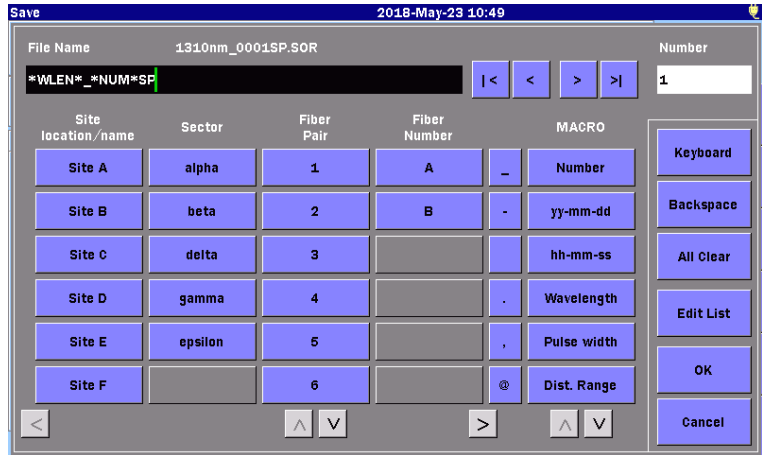 Save 2018-May-23 10:49
File Name 1310nm_0001SP.SOR Number
*WLEN*_*NUM*SP |< < > >| 1
Site location/name Sector Fiber Pair Fiber Number MACRO
Site A alpha 1 A _ Number Keyboard
Site B beta 2 B - yy-mm-dd Backspace
Site C delta 3 hh-mm-ss All Clear
Site D gamma 4 . Wavelength Edit List
Site E epsilon 5 , Pulse width
Site F 6 @ Dist. Range OK
< ∧ ∨ > ∧ ∨ Cancel